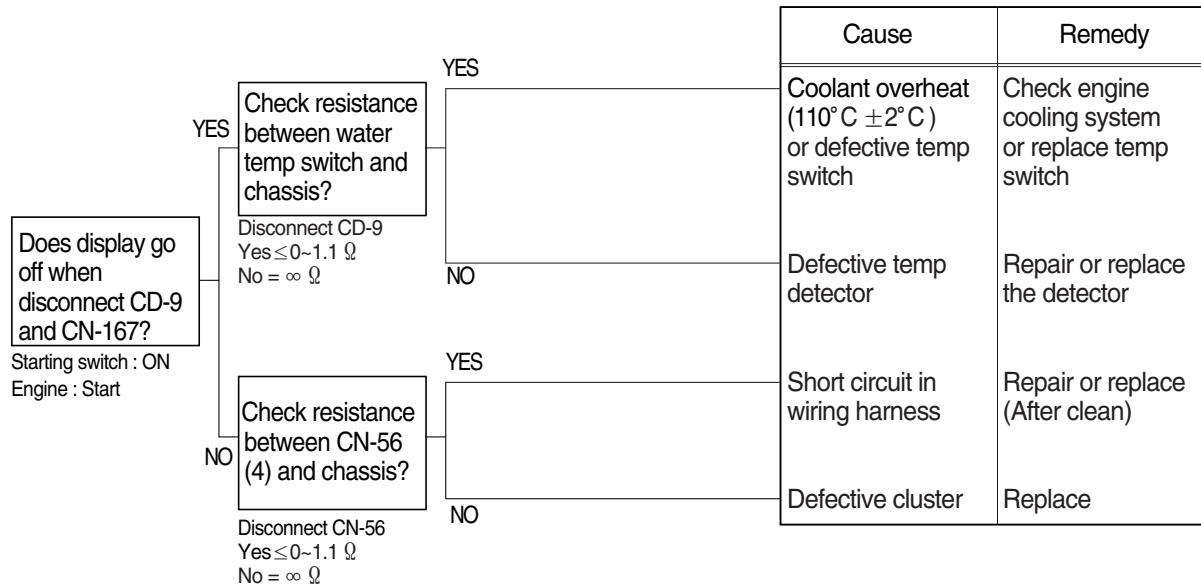 Does display go
off when
disconnect CD-9
and CN-167?
Starting switch : ON
Engine : Start
YES
Check resistance
between water
temp switch and
chassis?
Disconnect CD-9
Yes≤0~1.1 Ω
No = ∞ Ω
NO
Check resistance
between CN-56
(4) and chassis?
Disconnect CN-56
Yes≤0~1.1 Ω
No = ∞ Ω
YES
NO
YES
NO
Cause
Remedy
Coolant overheat
(110°C ±2°C)
or defective temp
switch
Check engine
cooling system
or replace temp
switch
Defective temp
detector
Repair or replace
the detector
Short circuit in
wiring harness
Repair or replace
(After clean)
Defective cluster
Replace